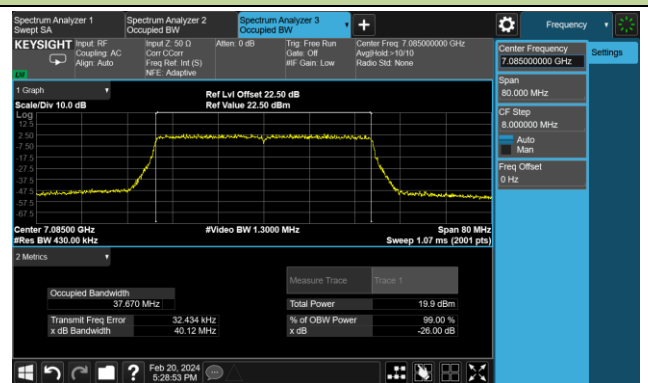 Spectrum Analyzer 1
Swept SA
Spectrum Analyzer 2
Occupied BW
Spectrum Analyzer 3
Occupied BW
Frequency
KEYSIGHT
Input: RF
Coupling: AC
Align: Auto
Input Z: 50 Ω
Corr CCorr
Freq Ref: Int (S)
NFE: Adaptive
Atten: 0 dB
Trig: Free Run
Gate: Off
#IF Gain: Low
Center Freq: 7.085000000 GHz
Avg|Hold:>10/10
Radio Std: None
Center Frequency
7.085000000 GHz
Settings
Span
80.000 MHz
CF Step
8.000000 MHz
Auto
Man
Freq Offset
0 Hz
1 Graph
Scale/Div 10.0 dB
Ref Lvl Offset 22.50 dB
Ref Value 22.50 dBm
Log
12.5
2.50
-7.50
-17.5
-27.5
-37.5
-47.5
-57.5
-67.5
Center 7.08500 GHz
#Res BW 430.00 kHz
#Video BW 1.3000 MHz
Span 80 MHz
Sweep 1.07 ms (2001 pts)
2 Metrics
Measure Trace
Trace 1
Occupied Bandwidth
37.670 MHz
Total Power
19.9 dBm
Transmit Freq Error
32.434 kHz
% of OBW Power
99.00 %
x dB Bandwidth
40.12 MHz
x dB
-26.00 dB
?
Feb 20, 2024
5:28:53 PM